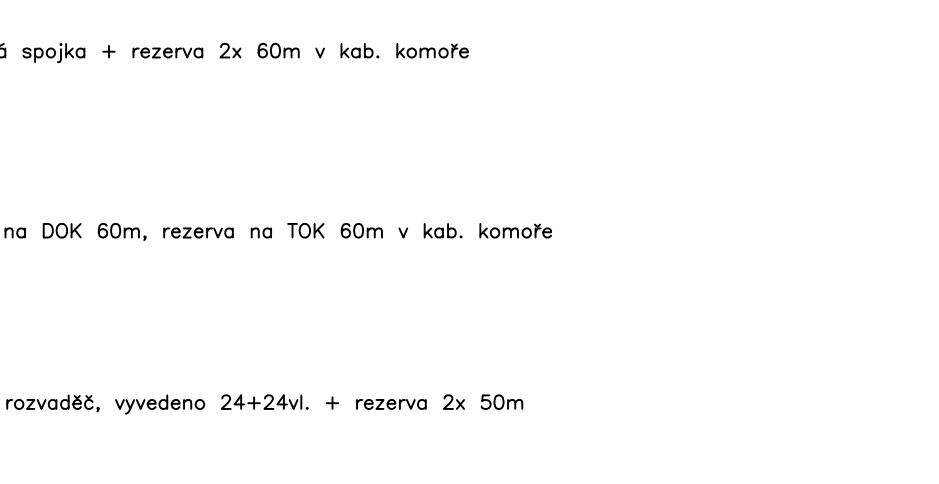 á spojka + rezerva 2x 60m v kab. komoře
na DOK 60m, rezerva na TOK 60m v kab. komoře
rozvaděč, vyvedeno 24+24vl. + rezerva 2x 50m